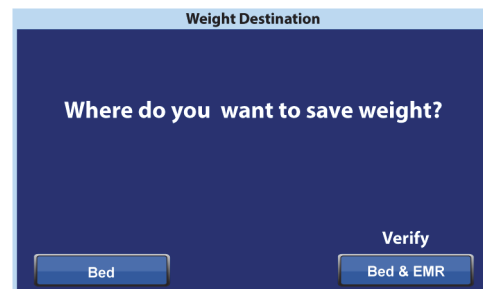 Weight Destination
Where do you want to save weight?
Verify
Bed
Bed & EMR